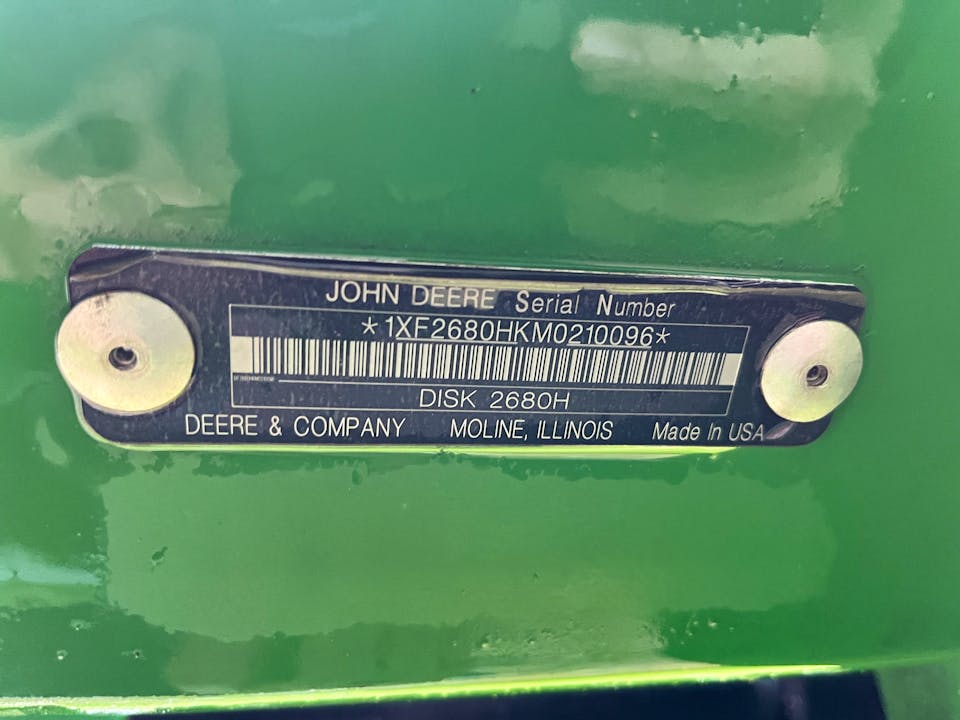 JOHN DEERE Serial Number
*1XF2680HKM0210096*
DISK 2680H
DEERE & COMPANY MOLINE, ILLINOIS Made In USA